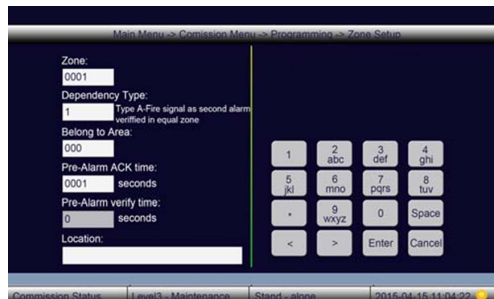 Main Menu -> Comission Menu -> Programming -> Zone Setup
Zone:
0001
Dependency Type:
1
Type A-Fire signal as second alarm
veriffied in equal zone
Belong to Area:
000
Pre-Alarm ACK time:
0001 seconds
Pre-Alarm verify time:
0 seconds
Location:
1
2
abc
3
def
4
ghi
5
jkl
6
mno
7
pqrs
8
tuv
*
9
wxyz
0
Space
<
>
Enter
Cancel
Commission Status
Level3 - Maintenance
Stand - alone
2015-04-15 11:04:22